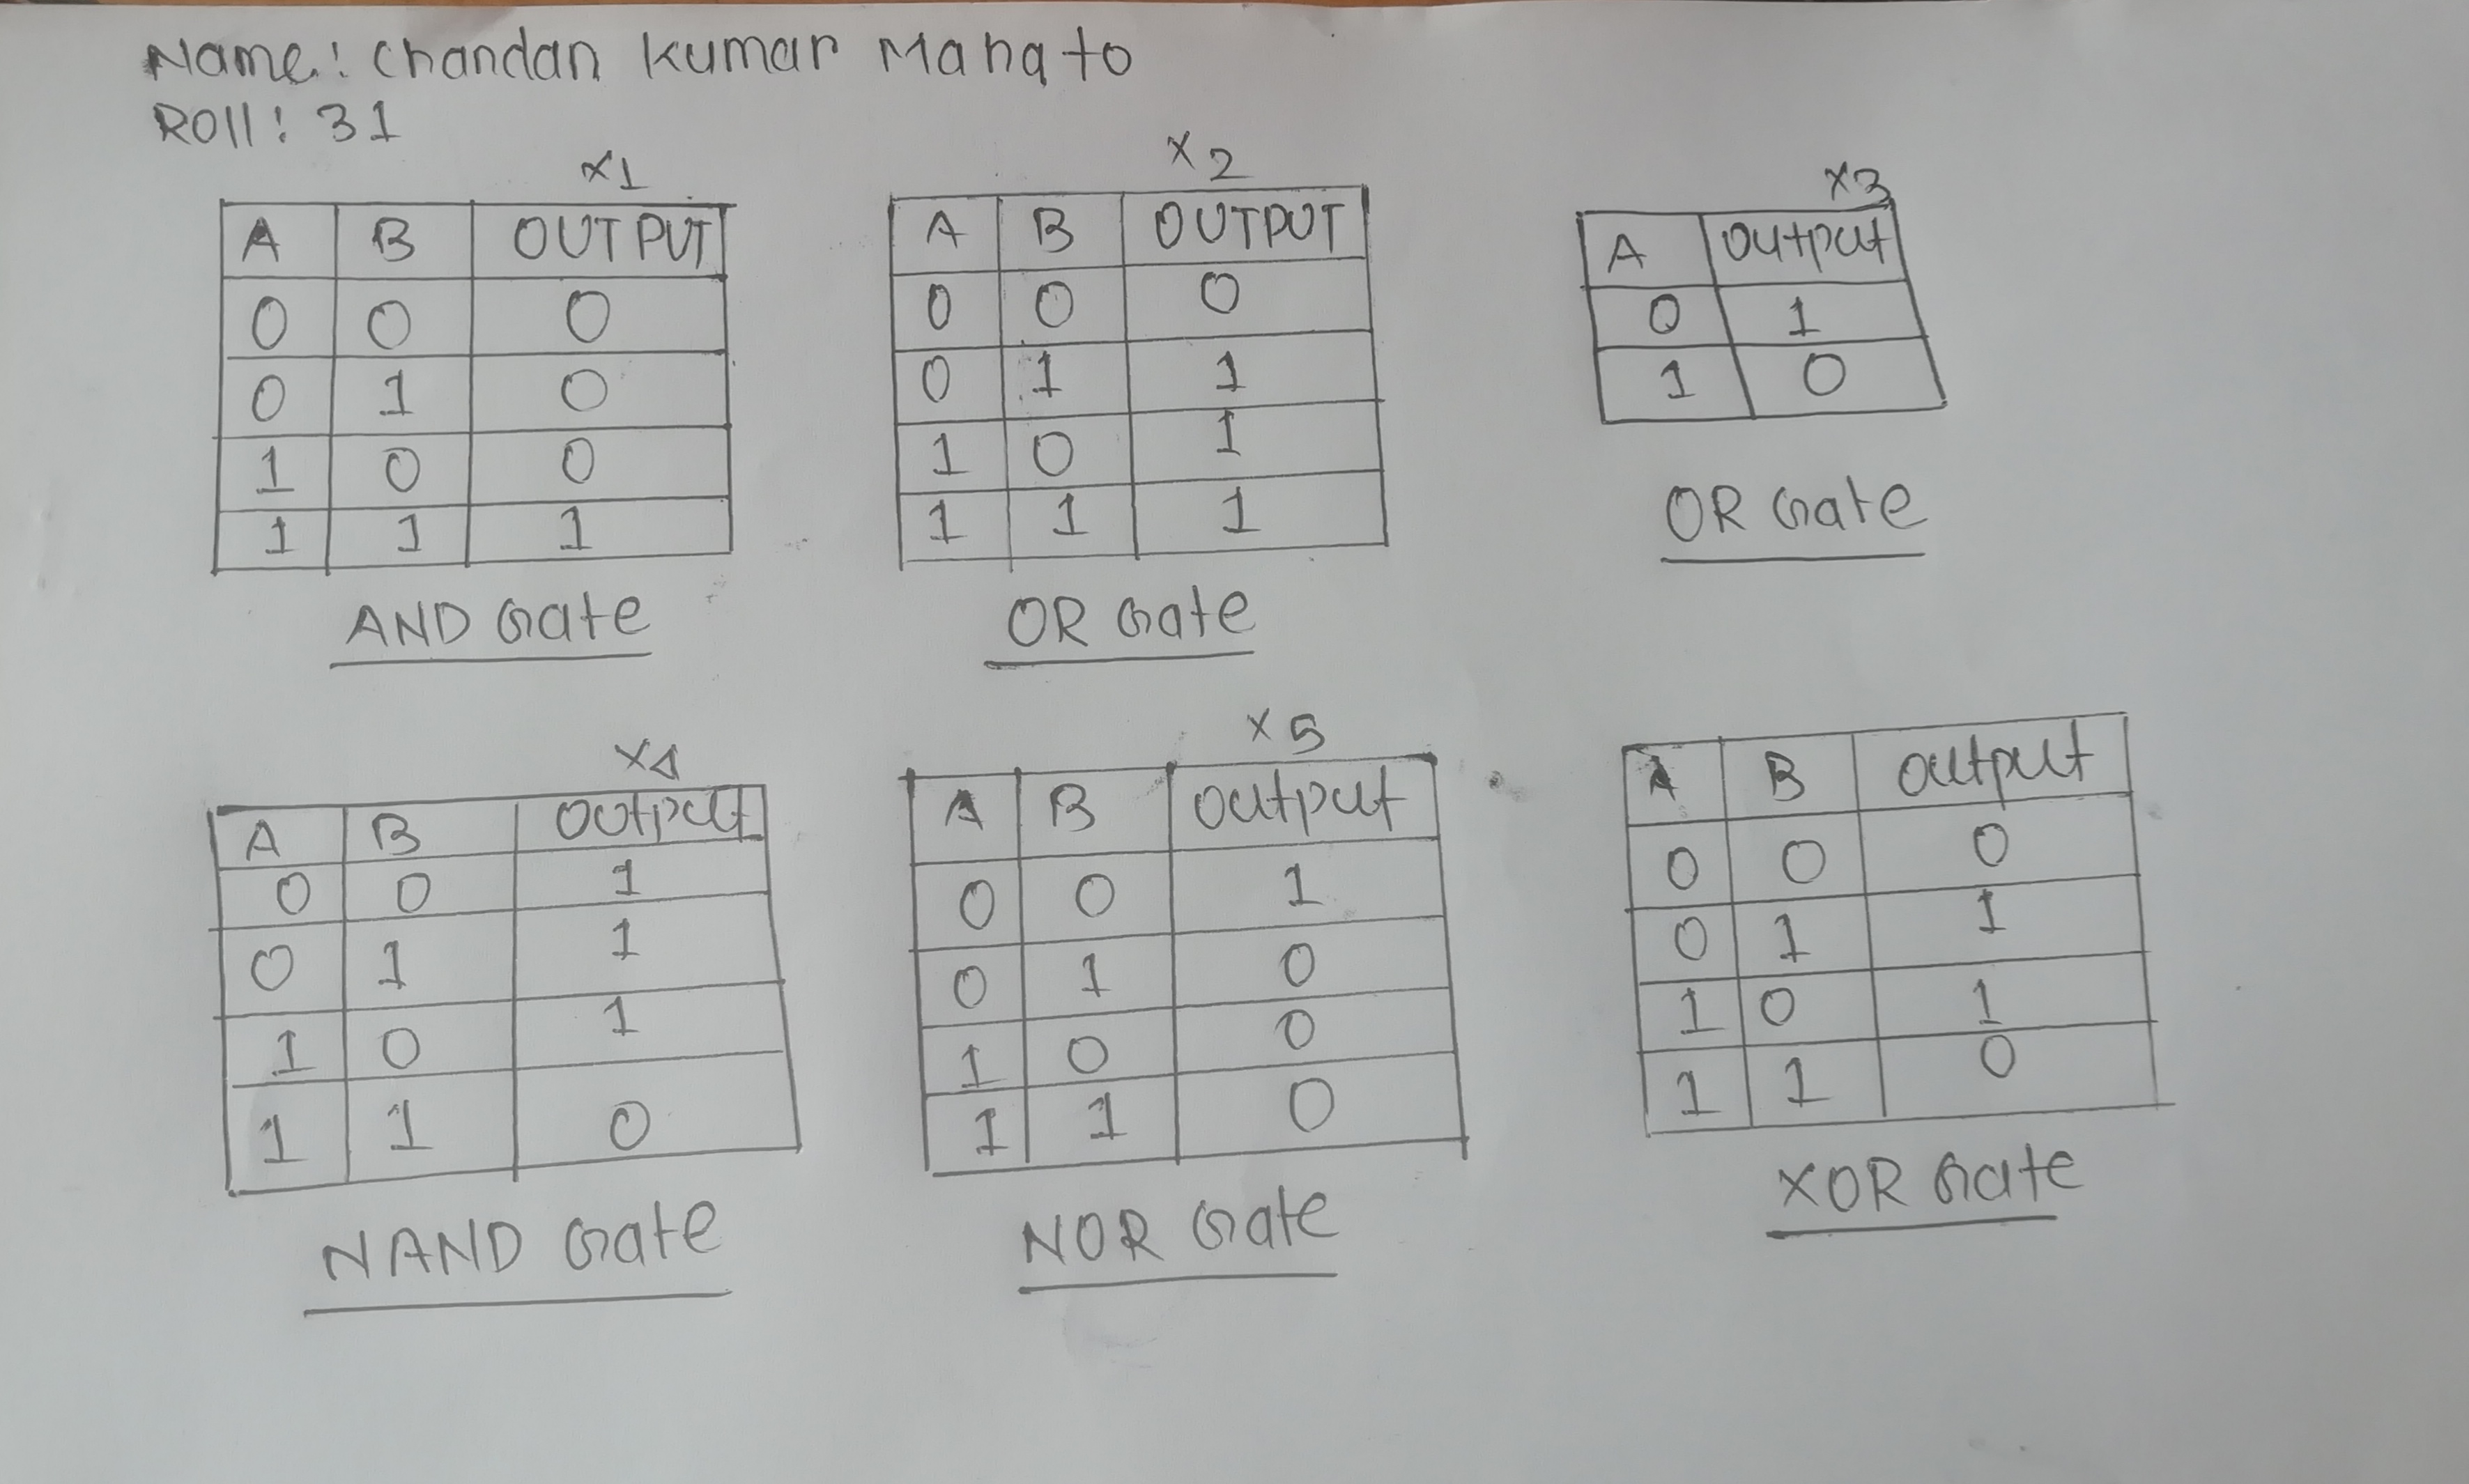 Name: Chandan Kumar Mahato
Roll: 31
X1
A B OUTPUT
0 0 0
0 1 0
1 0 0
1 1 1
AND Gate
X2
A B OUTPUT
0 0 0
0 1 1
1 0 1
1 1 1
OR Gate
X3
A Output
0 1
1 0
OR Gate
X4
A B Output
0 0 1
0 1 1
1 0 1
1 1 0
NAND Gate
X5
A B Output
0 0 1
0 1 0
1 0 0
1 1 0
NOR Gate
A B Output
0 0 0
0 1 1
1 0 1
1 1 0
XOR Gate